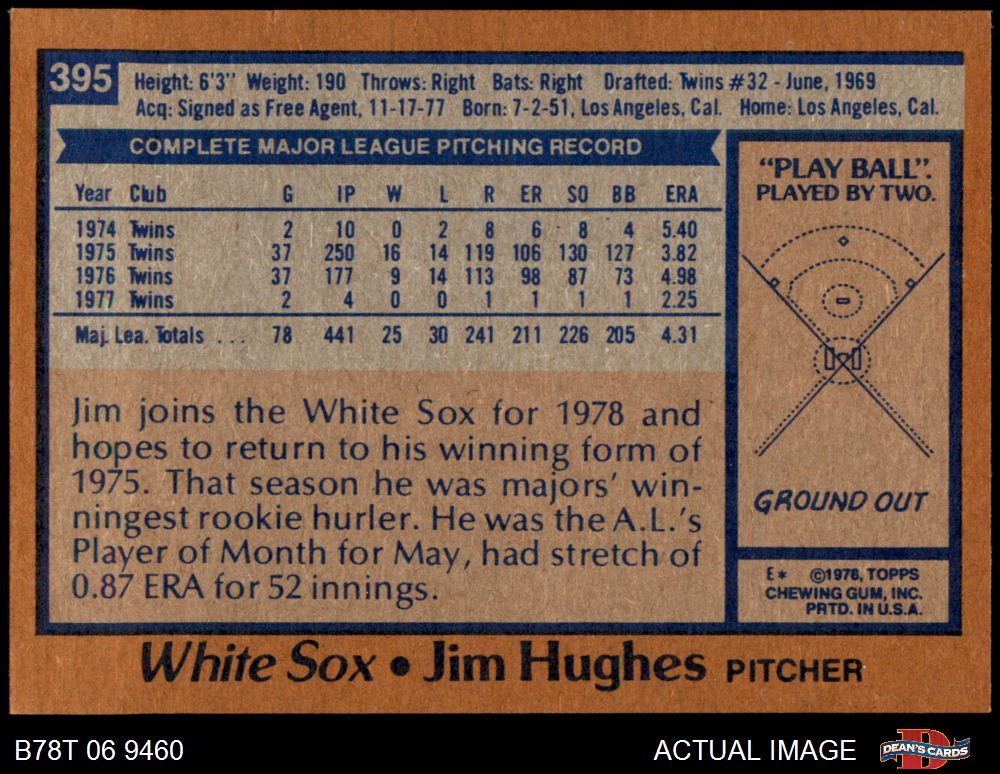 395
Height: 6'3" Weight: 190 Throws: Right Bats: Right Drafted: Twins #32 - June, 1969
Acq: Signed as Free Agent, 11-17-77 Born: 7-2-51, Los Angeles, Cal. Home: Los Angeles, Cal.
COMPLETE MAJOR LEAGUE PITCHING RECORD
Year Club G IP W L R ER SO BB ERA
1974 Twins 2 10 0 2 8 6 8 4 5.40
1975 Twins 37 250 16 14 119 106 130 127 3.82
1976 Twins 37 177 9 14 113 98 87 73 4.98
1977 Twins 2 4 0 0 1 1 1 1 2.25
Maj. Lea. Totals ... 78 441 25 30 241 211 226 205 4.31
Jim joins the White Sox for 1978 and
hopes to return to his winning form of
1975. That season he was majors' win-
ningest rookie hurler. He was the A.L.'s
Player of Month for May, had stretch of
0.87 ERA for 52 innings.
"PLAY BALL".
PLAYED BY TWO.
GROUND OUT
E* ©1978, TOPPS
CHEWING GUM, INC.
PRTD. IN U.S.A.
White Sox • Jim Hughes PITCHER
B78T 06 9460
ACTUAL IMAGE
DEAN'S CARDS